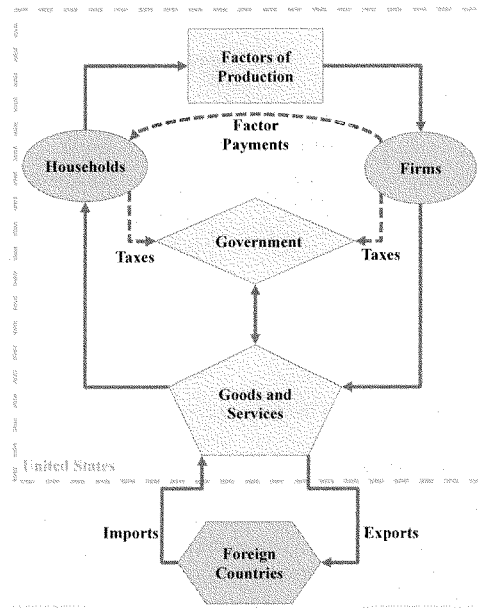 Factors of
Production
Factor
Payments
Households
Firms
Government
Taxes
Taxes
Goods and
Services
United States
Imports
Exports
Foreign
Countries